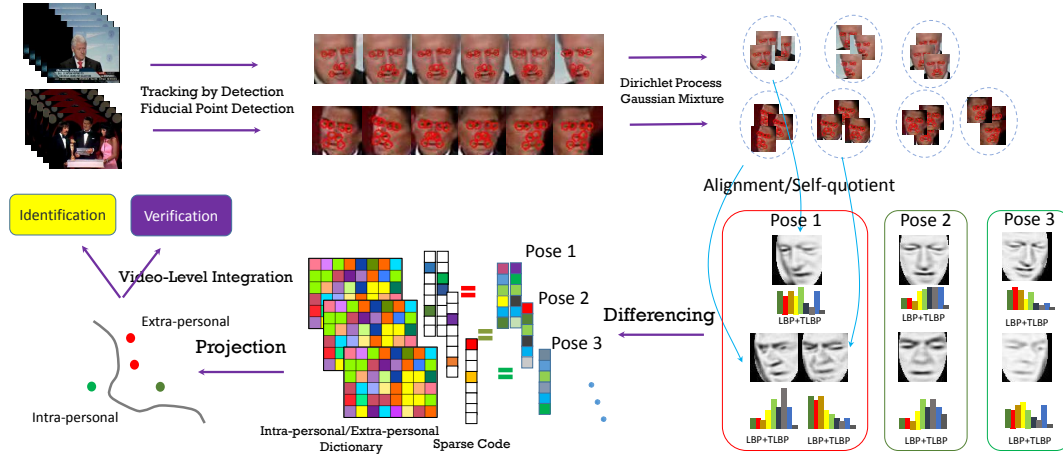 Tracking by Detection
Fiducial Point Detection
Dirichlet Process
Gaussian Mixture
Alignment/Self-quotient
Identification
Verification
Video-Level Integration
Extra-personal
Intra-personal
Projection
Intra-personal/Extra-personal
Dictionary
Sparse Code
Pose 1
Pose 2
Pose 3
Differencing
Pose 1
LBP+TLBP
LBP+TLBP
LBP+TLBP
Pose 2
LBP+TLBP
LBP+TLBP
Pose 3
LBP+TLBP
LBP+TLBP